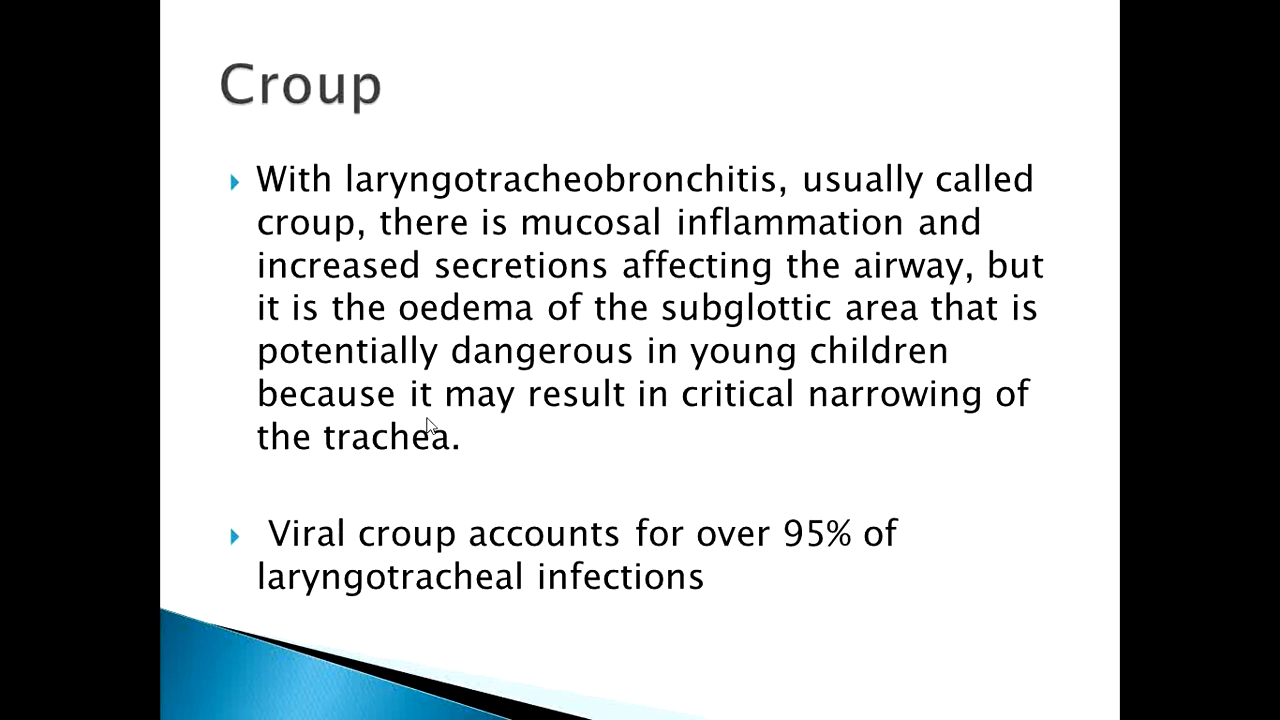 Croup
With laryngotracheobronchitis, usually called
croup, there is mucosal inflammation and
increased secretions affecting the airway, but
it is the oedema of the subglottic area that is
potentially dangerous in young children
because it may result in critical narrowing of
the trachea.
Viral croup accounts for over 95% of
laryngotracheal infections